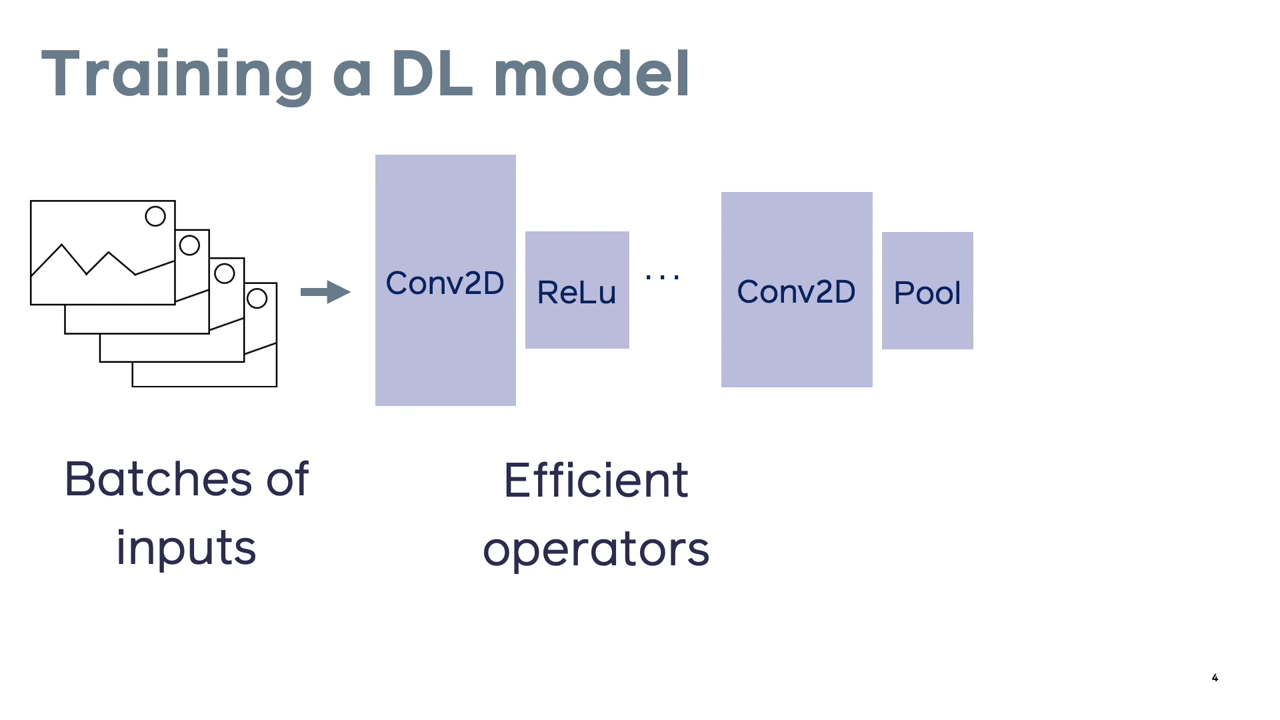 Training a DL model
Conv2D
ReLu
...
Conv2D
Pool
Batches of
inputs
Efficient
operators
4